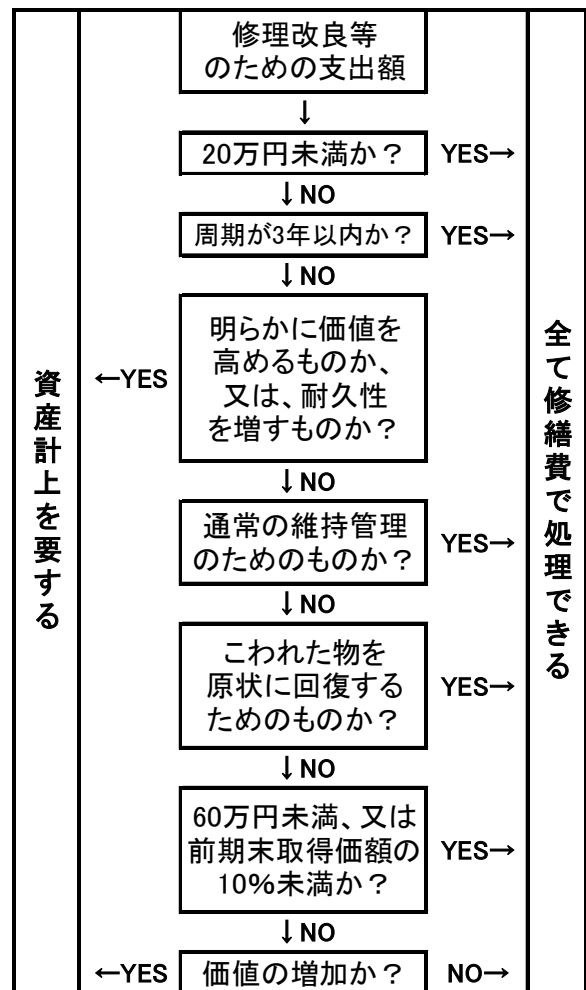 修理改良等
のための支出額
↓
20万円未満か？ YES→
↓NO
周期が3年以内か？ YES→
↓NO
明らかに価値を
高めるものか、
又は、耐久性
を増すものか？
←YES
↓NO
通常の維持管理
のためのものか？
YES→
↓NO
こわれた物を
原状に回復する
ためのものか？
YES→
↓NO
60万円未満、又は
前期末取得価額の
10%未満か？
YES→
↓NO
←YES 価値の増加か？ NO→
資産計上を要する
全て修繕費で処理できる